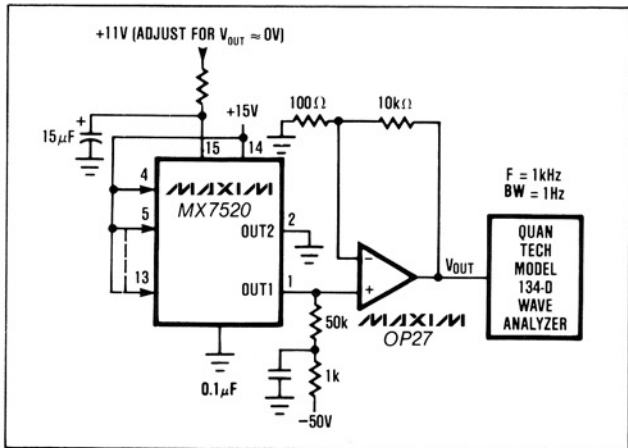 +11V (ADJUST FOR VOUT ≈ 0V)
+15V
15µF
+
15
14
100Ω
10kΩ
4
5
13
MAXIM
MX7520
OUT2
2
OUT1
1
-
+
VOUT
MAXIM
OP27
50k
1k
0.1µF
-50V
F = 1kHz
BW = 1Hz
QUAN
TECH
MODEL
134-D
WAVE
ANALYZER